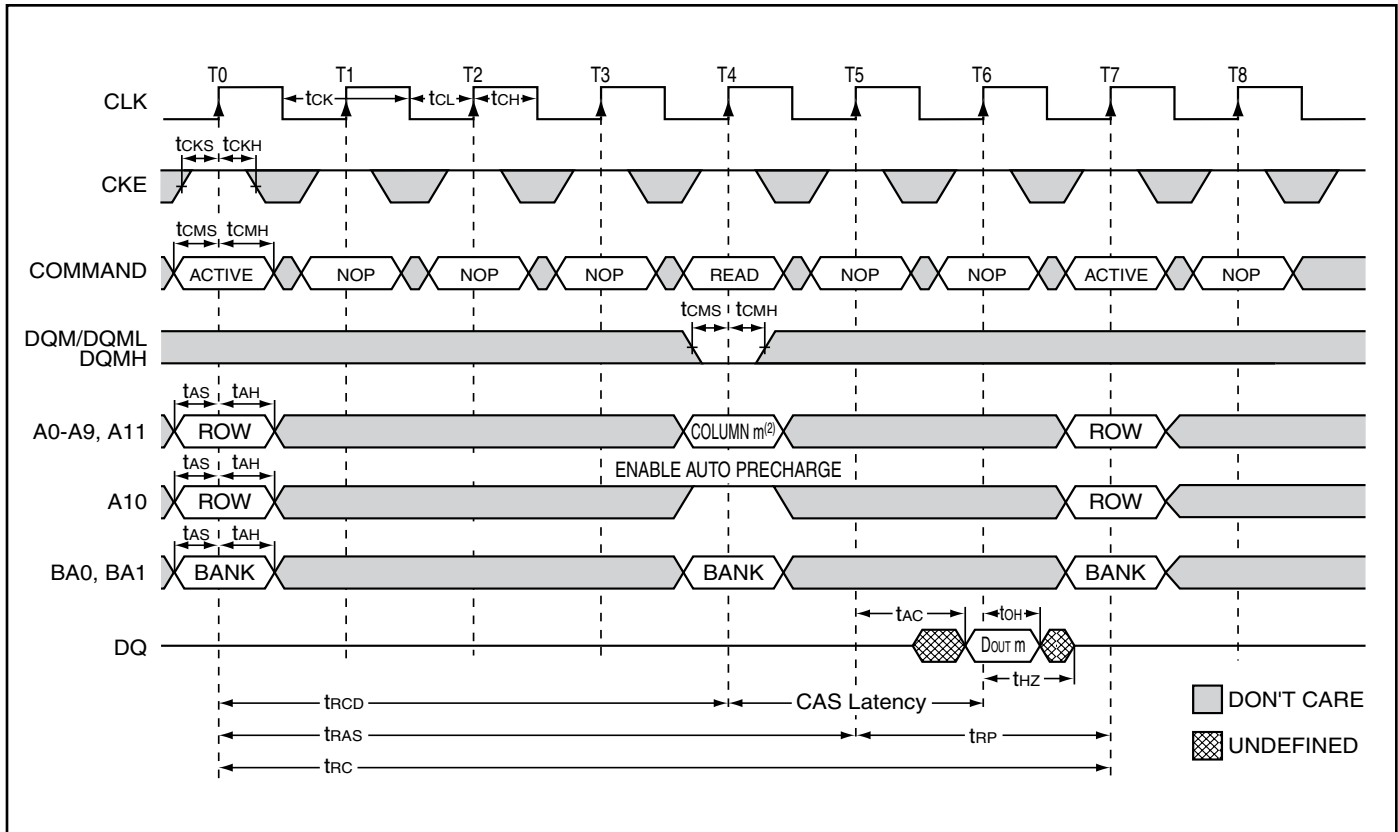 T0 T1 T2 T3 T4 T5 T6 T7 T8
CLK tCK tCL tCH
tCKS tCKH
CKE
tCMS tCMH
COMMAND ACTIVE NOP NOP NOP READ NOP NOP ACTIVE NOP
tCMS tCMH
DQM/DQML
DQMH
tAS tAH
A0-A9, A11 ROW COLUMN m(2) ROW
tAS tAH ENABLE AUTO PRECHARGE
A10 ROW ROW
tAS tAH
BA0, BA1 BANK BANK BANK
tAC tOH
DQ DOUT m
tHZ
tRCD CAS Latency DON'T CARE
tRAS tRP UNDEFINED
tRC